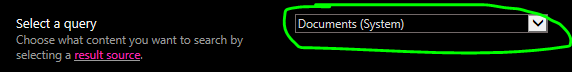 Select a query
Documents (System)
Choose what content you want to search by
selecting a result source.